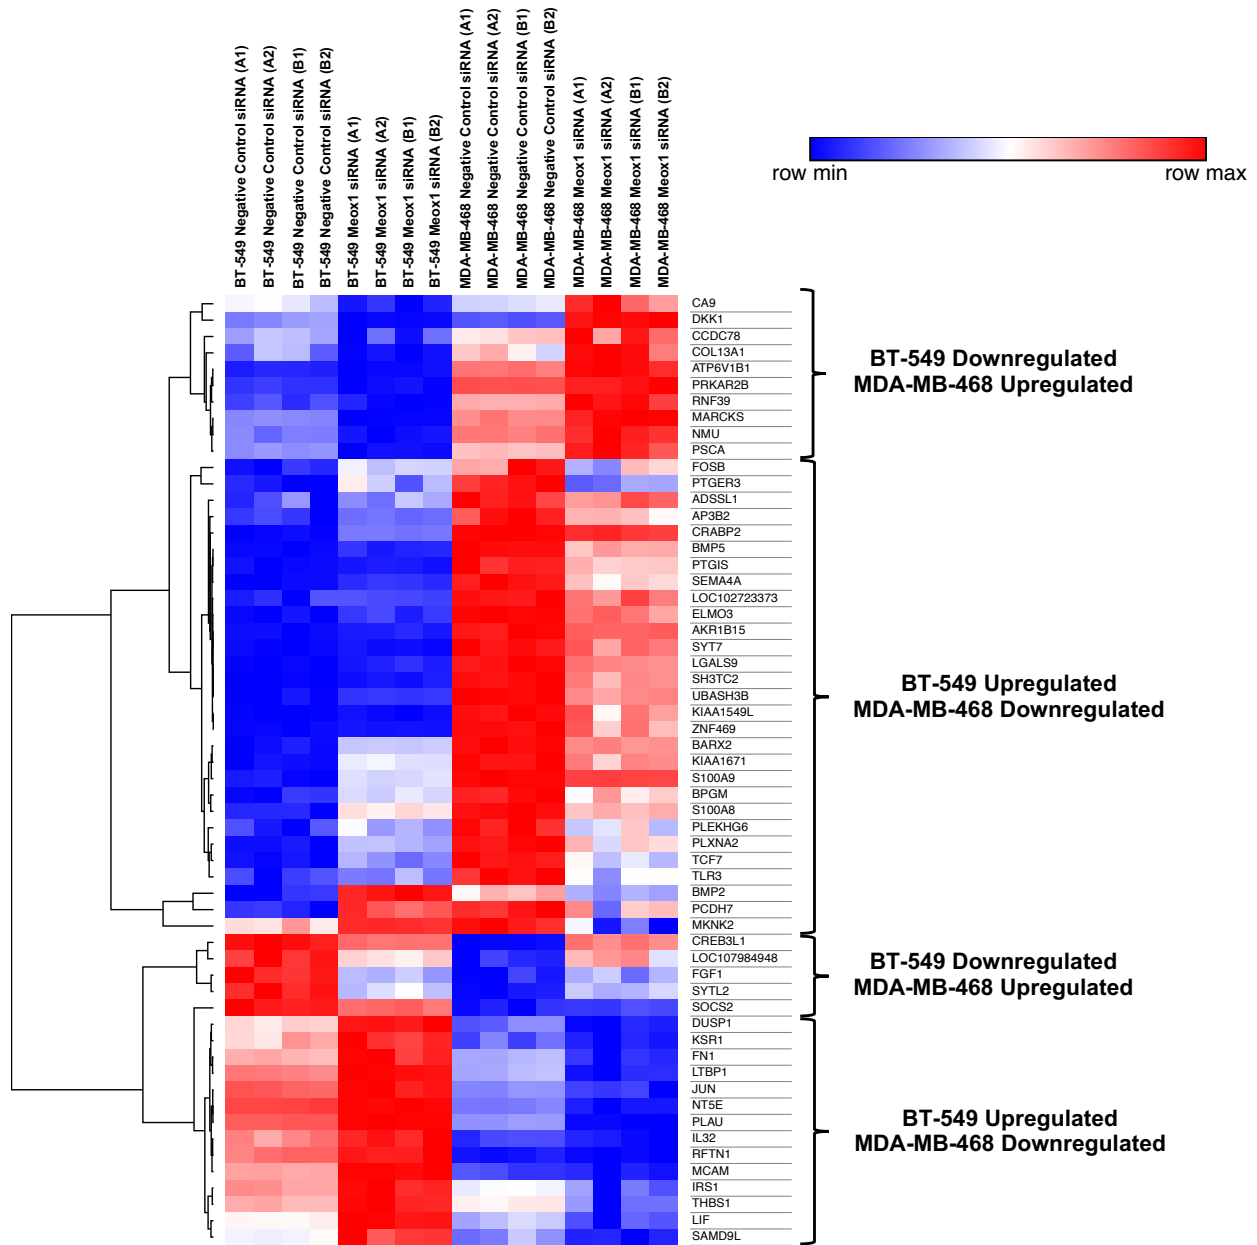 BT-549 Negative Control siRNA (A1)
BT-549 Negative Control siRNA (A2)
BT-549 Negative Control siRNA (B1)
BT-549 Negative Control siRNA (B2)
BT-549 Meox1 siRNA (A1)
BT-549 Meox1 siRNA (A2)
BT-549 Meox1 siRNA (B1)
BT-549 Meox1 siRNA (B2)
MDA-MB-468 Negative Control siRNA (A1)
MDA-MB-468 Negative Control siRNA (A2)
MDA-MB-468 Negative Control siRNA (B1)
MDA-MB-468 Negative Control siRNA (B2)
MDA-MB-468 Meox1 siRNA (A1)
MDA-MB-468 Meox1 siRNA (A2)
MDA-MB-468 Meox1 siRNA (B1)
MDA-MB-468 Meox1 siRNA (B2)
row min
row max
CA9
DKK1
CCDC78
COL13A1
ATP6V1B1
PRKAR2B
RNF39
MARCKS
NMU
PSCA
FOSB
PTGER3
ADSSL1
AP3B2
CRABP2
BMP5
PTGIS
SEMA4A
LOC102723373
ELMO3
AKR1B15
SYT7
LGALS9
SH3TC2
UBASH3B
KIAA1549L
ZNF469
BARX2
KIAA1671
S100A9
BPGM
S100A8
PLEKHG6
PLXNA2
TCF7
TLR3
BMP2
PCDH7
MKNK2
CREB3L1
LOC107984948
FGF1
SYTL2
SOCS2
DUSP1
KSR1
FN1
LTBP1
JUN
NT5E
PLAU
IL32
RFTN1
MCAM
IRS1
THBS1
LIF
SAMD9L
BT-549 Downregulated
MDA-MB-468 Upregulated
BT-549 Upregulated
MDA-MB-468 Downregulated
BT-549 Downregulated
MDA-MB-468 Upregulated
BT-549 Upregulated
MDA-MB-468 Downregulated